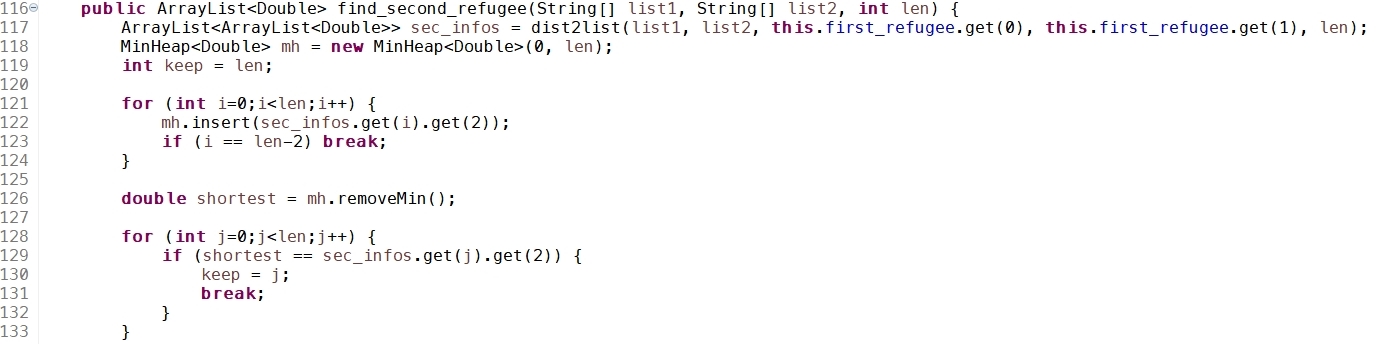 116 public ArrayList<Double> find_second_refugee(String[] list1, String[] list2, int len) {
117 ArrayList<ArrayList<Double>> sec_infos = dist2list(list1, list2, this.first_refugee.get(0), this.first_refugee.get(1), len);
118 MinHeap<Double> mh = new MinHeap<Double>(0, len);
119 int keep = len;
120
121 for (int i=0;i<len;i++) {
122 mh.insert(sec_infos.get(i).get(2));
123 if (i == len-2) break;
124 }
125
126 double shortest = mh.removeMin();
127
128 for (int j=0;j<len;j++) {
129 if (shortest == sec_infos.get(j).get(2)) {
130 keep = j;
131 break;
132 }
133 }